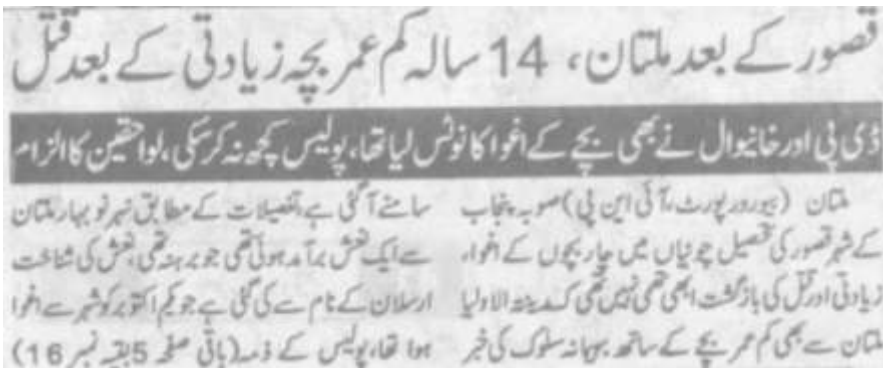 قصور کے بعد ملتان، 14 سالہ کم عمر بچہ زیادتی کے بعد قتل
ڈی پی اور خانیوال نے بھی بچے کے اغوا کا نوٹس لیا تھا، پولیس کچھ نہ کر سکی، لواحقین کا الزام
ملتان (بیورو رپورٹ، آئی این پی) صوبہ پنجاب
کے شہر قصور کی تحصیل چونیاں میں چار بچوں کے اغواء،
زیادتی اور قتل کی بازگشت ابھی تھمی نہیں تھی کہ مدینۃ الاولیا
ملتان سے بھی کم عمر بچے کے ساتھ بہیمانہ سلوک کی خبر
سامنے آ گئی ہے، تفصیلات کے مطابق نہر نو بہار ملتان
سے ایک نعش برآمد ہوئی تھی جو برہنہ تھی، نعش کی شناخت
ارسلان کے نام سے کی گئی ہے جو یکم اکتوبر کو شہر سے اغوا
ہوا تھا، پولیس کے ذمہ (باقی صفحہ 5 بقیہ نمبر 16)